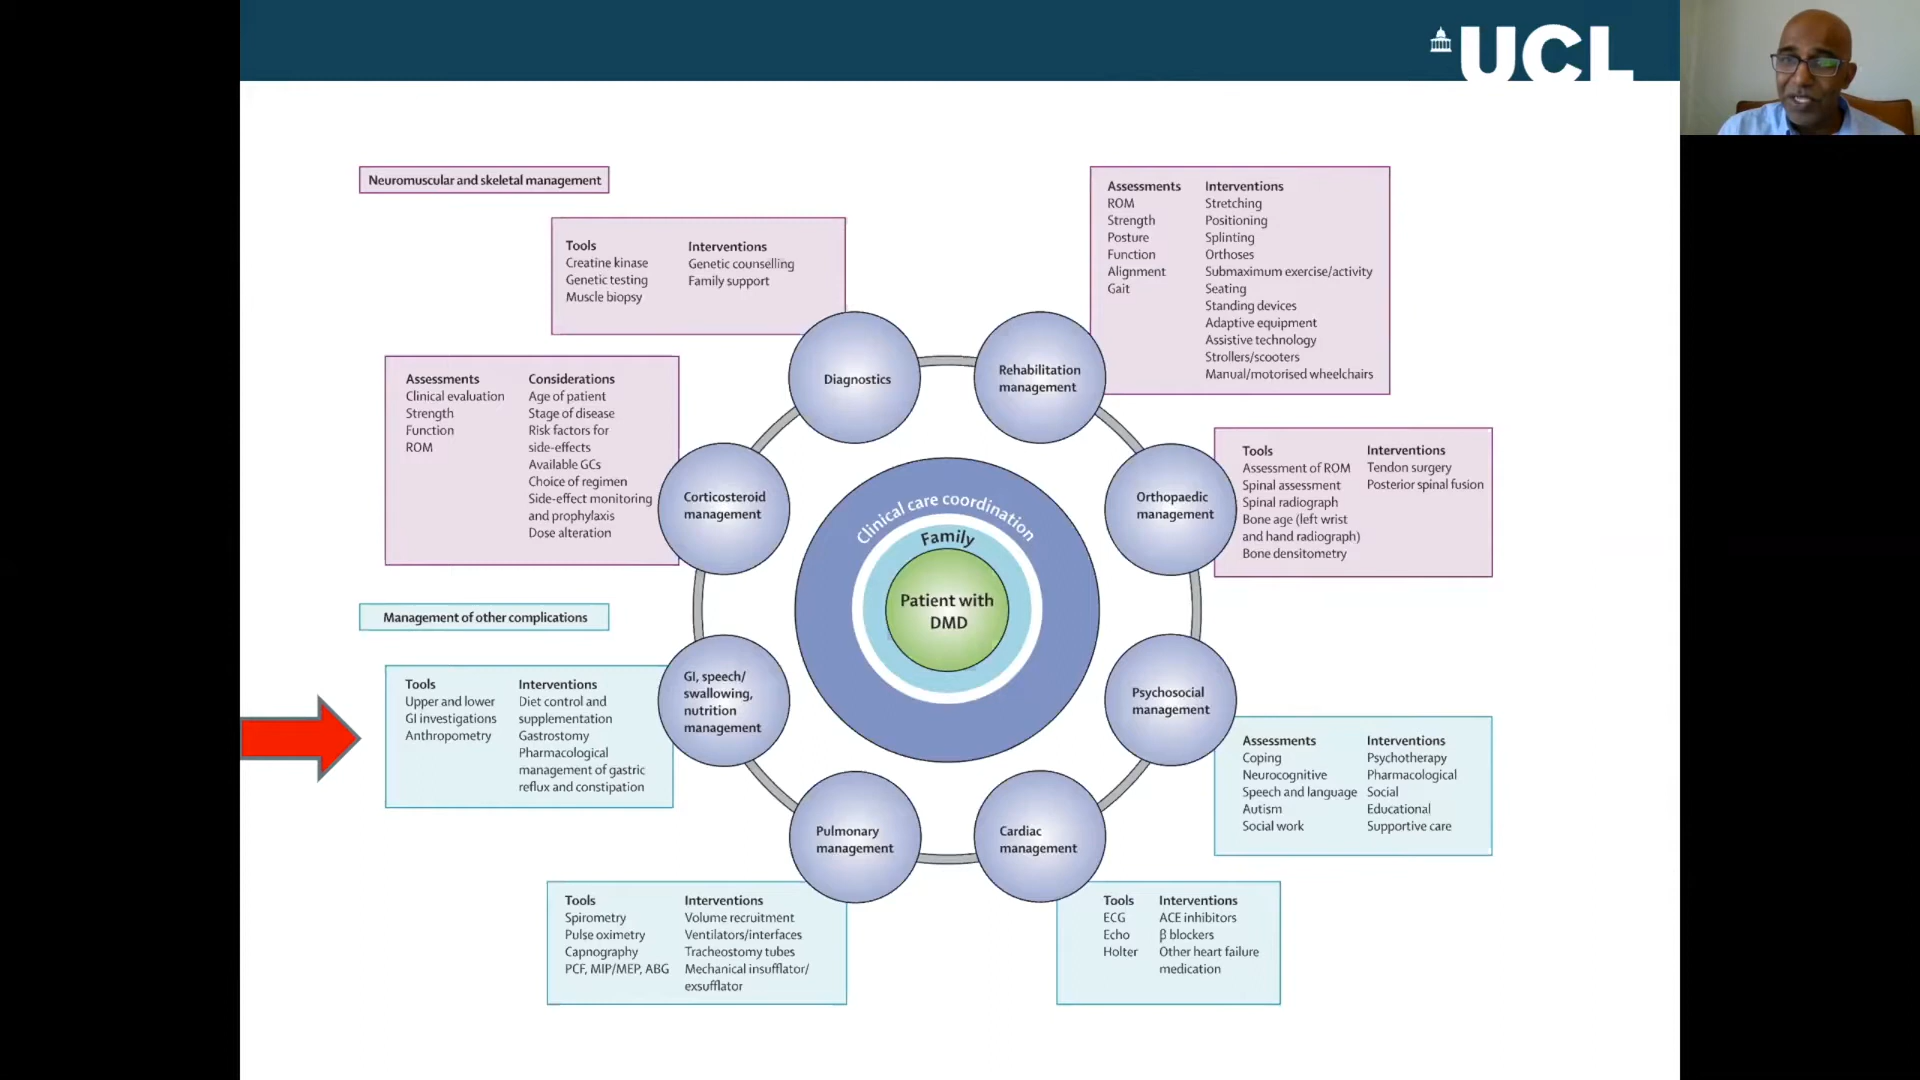 UCL
Neuromuscular and skeletal management
Tools
Creatine kinase
Genetic testing
Muscle biopsy
Interventions
Genetic counselling
Family support
Assessments
ROM
Strength
Posture
Function
Alignment
Gait
Interventions
Stretching
Positioning
Splinting
Orthoses
Submaximum exercise/activity
Seating
Standing devices
Adaptive equipment
Assistive technology
Strollers/scooters
Manual/motorised wheelchairs
Assessments
Clinical evaluation
Strength
Function
ROM
Considerations
Age of patient
Stage of disease
Risk factors for
side-effects
Available GCs
Choice of regimen
Side-effect monitoring
and prophylaxis
Dose alteration
Diagnostics
Rehabilitation
management
Corticosteroid
management
Orthopaedic
management
Tools
Assessment of ROM
Spinal assessment
Spinal radiograph
Bone age (left wrist
and hand radiograph)
Bone densitometry
Interventions
Tendon surgery
Posterior spinal fusion
Clinical care coordination
Family
Patient with
DMD
Management of other complications
Tools
Upper and lower
GI investigations
Anthropometry
Interventions
Diet control and
supplementation
Gastrostomy
Pharmacological
management of gastric
reflux and constipation
GI, speech/
swallowing,
nutrition
management
Psychosocial
management
Assessments
Coping
Neurocognitive
Speech and language
Autism
Social work
Interventions
Psychotherapy
Pharmacological
Social
Educational
Supportive care
Pulmonary
management
Cardiac
management
Tools
Spirometry
Pulse oximetry
Capnography
PCF, MIP/MEP, ABG
Interventions
Volume recruitment
Ventilators/interfaces
Tracheostomy tubes
Mechanical insufflator/
exsufflator
Tools
ECG
Echo
Holter
Interventions
ACE inhibitors
β blockers
Other heart failure
medication